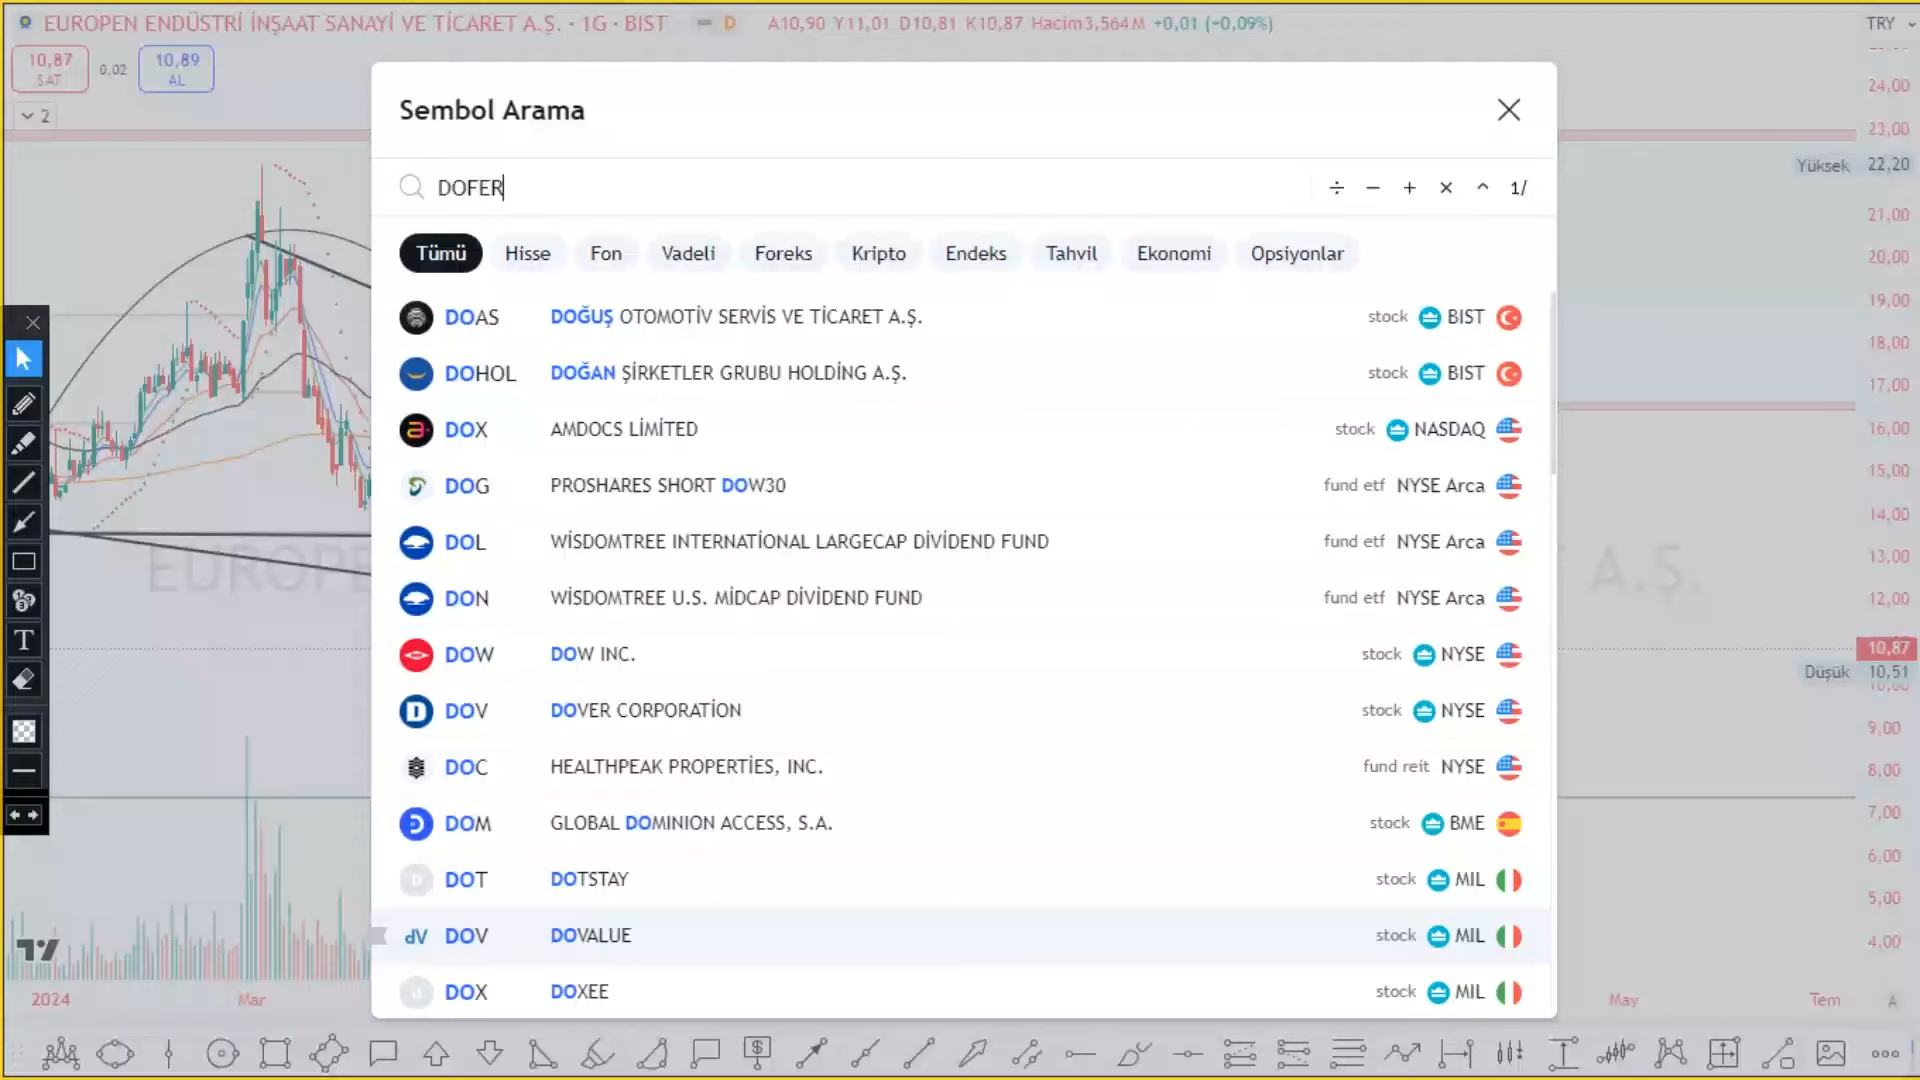 EUROPEN ENDÜSTRİ İNŞAAT SANAYİ VE TİCARET A.Ş. · 1G · BIST D A10,90 Y11,01 D10,81 K10,87 Hacim3,564M +0,01 (+0,09%) TRY
10,87 SAT 0,02 10,89 AL
2
Sembol Arama
DOFER ÷ − + × ^ 1/
Tümü Hisse Fon Vadeli Foreks Kripto Endeks Tahvil Ekonomi Opsiyonlar
DOAS DOĞUŞ OTOMOTİV SERVİS VE TİCARET A.Ş. stock BIST
DOHOL DOĞAN ŞİRKETLER GRUBU HOLDİNG A.Ş. stock BIST
DOX AMDOCS LİMİTED stock NASDAQ
DOG PROSHARES SHORT DOW30 fund etf NYSE Arca
DOL WİSDOMTREE INTERNATİONAL LARGECAP DİVİDEND FUND fund etf NYSE Arca
DON WİSDOMTREE U.S. MİDCAP DİVİDEND FUND fund etf NYSE Arca
DOW DOW INC. stock NYSE
DOV DOVER CORPORATİON stock NYSE
DOC HEALTHPEAK PROPERTİES, INC. fund reit NYSE
DOM GLOBAL DOMINION ACCESS, S.A. stock BME
DOT DOTSTAY stock MIL
dV DOV DOVALUE stock MIL
DOX DOXEE stock MIL
24,00
23,00
Yüksek 22,20
21,00
20,00
19,00
18,00
17,00
16,00
15,00
14,00
13,00
12,00
10,87
Düşük 10,51
9,00
8,00
7,00
6,00
5,00
4,00
EUROPE A.Ş.
T
2024 Mar May Tem A